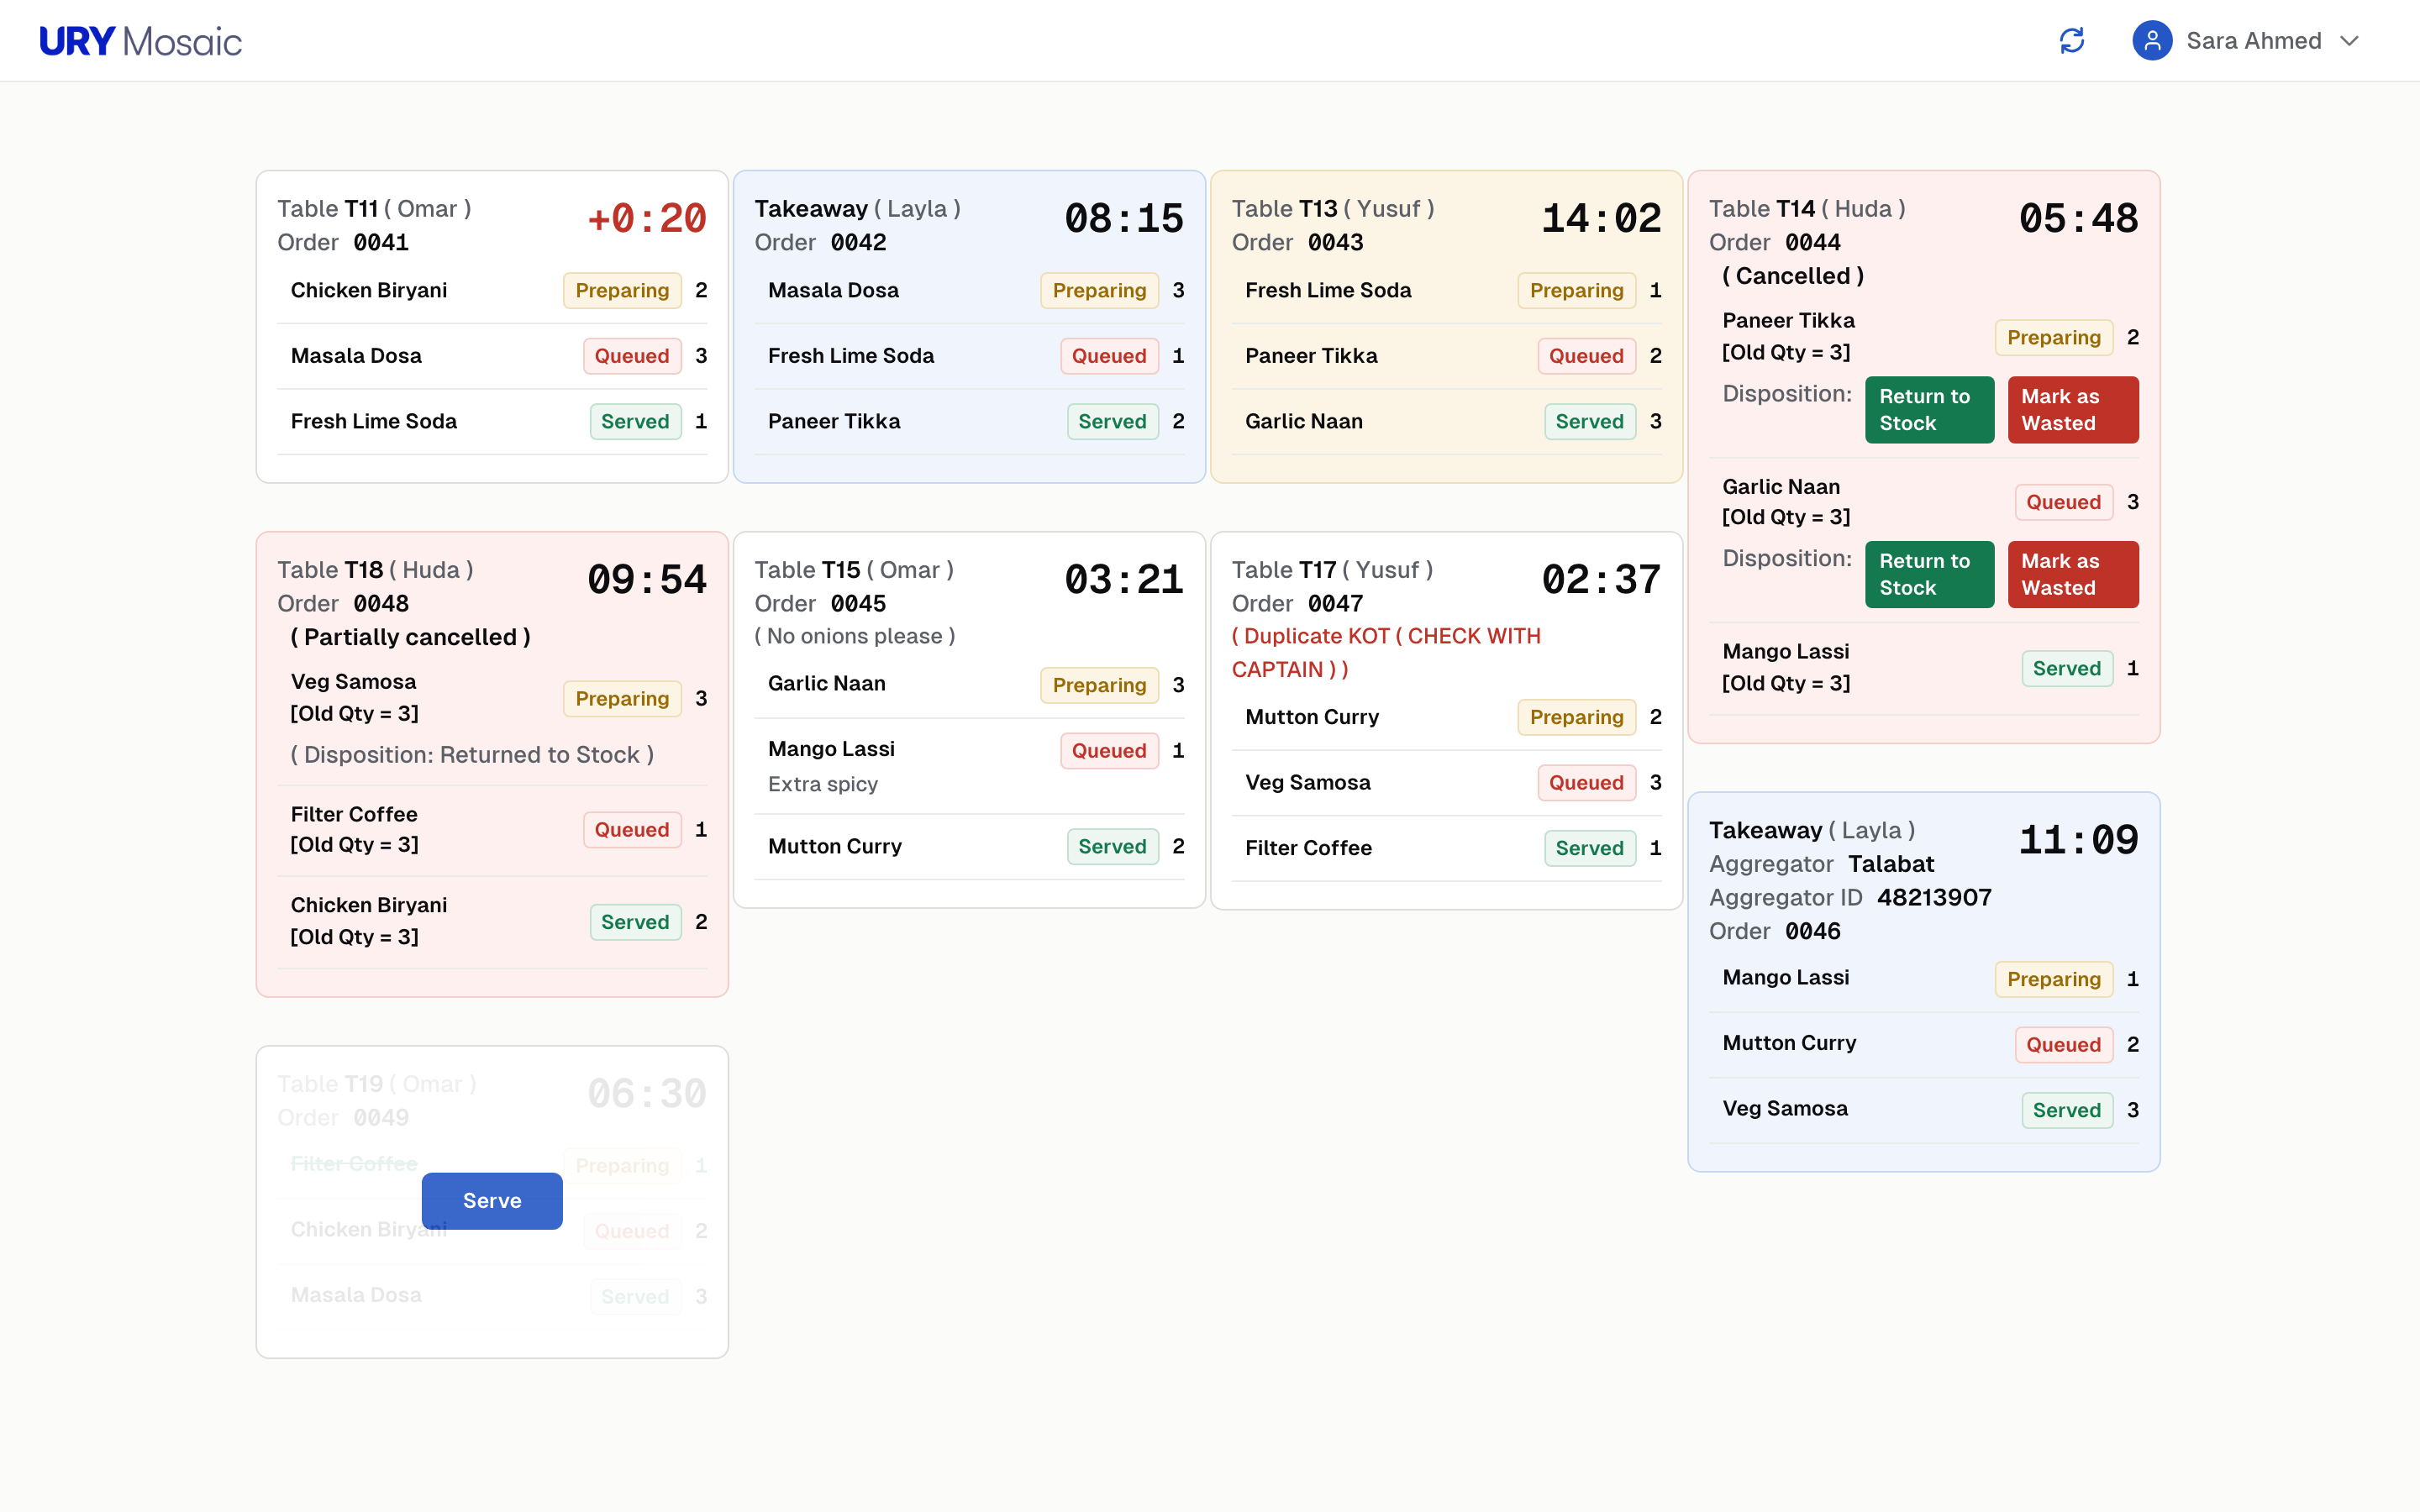 URY Mosaic
Sara Ahmed
Table T11 ( Omar )
+0:20
Order 0041
Chicken Biryani Preparing 2
Masala Dosa Queued 3
Fresh Lime Soda Served 1
Takeaway ( Layla )
08:15
Order 0042
Masala Dosa Preparing 3
Fresh Lime Soda Queued 1
Paneer Tikka Served 2
Table T13 ( Yusuf )
14:02
Order 0043
Fresh Lime Soda Preparing 1
Paneer Tikka Queued 2
Garlic Naan Served 3
Table T14 ( Huda )
05:48
Order 0044
( Cancelled )
Paneer Tikka
[Old Qty = 3]
Preparing 2
Disposition:
Return to
Stock
Mark as
Wasted
Garlic Naan
[Old Qty = 3]
Queued 3
Disposition:
Return to
Stock
Mark as
Wasted
Mango Lassi
[Old Qty = 3]
Served 1
Table T18 ( Huda )
09:54
Order 0048
( Partially cancelled )
Veg Samosa
[Old Qty = 3]
Preparing 3
( Disposition: Returned to Stock )
Filter Coffee
[Old Qty = 3]
Queued 1
Chicken Biryani
[Old Qty = 3]
Served 2
Table T15 ( Omar )
03:21
Order 0045
( No onions please )
Garlic Naan Preparing 3
Mango Lassi Queued 1
Extra spicy
Mutton Curry Served 2
Table T17 ( Yusuf )
02:37
Order 0047
( Duplicate KOT ( CHECK WITH
CAPTAIN ) )
Mutton Curry Preparing 2
Veg Samosa Queued 3
Filter Coffee Served 1
Takeaway ( Layla )
11:09
Aggregator Talabat
Aggregator ID 48213907
Order 0046
Mango Lassi Preparing 1
Mutton Curry Queued 2
Veg Samosa Served 3
Table T19 ( Omar )
06:30
Order 0049
Filter Coffee Preparing 1
Serve
Chicken Biryani Queued 2
Masala Dosa Served 3